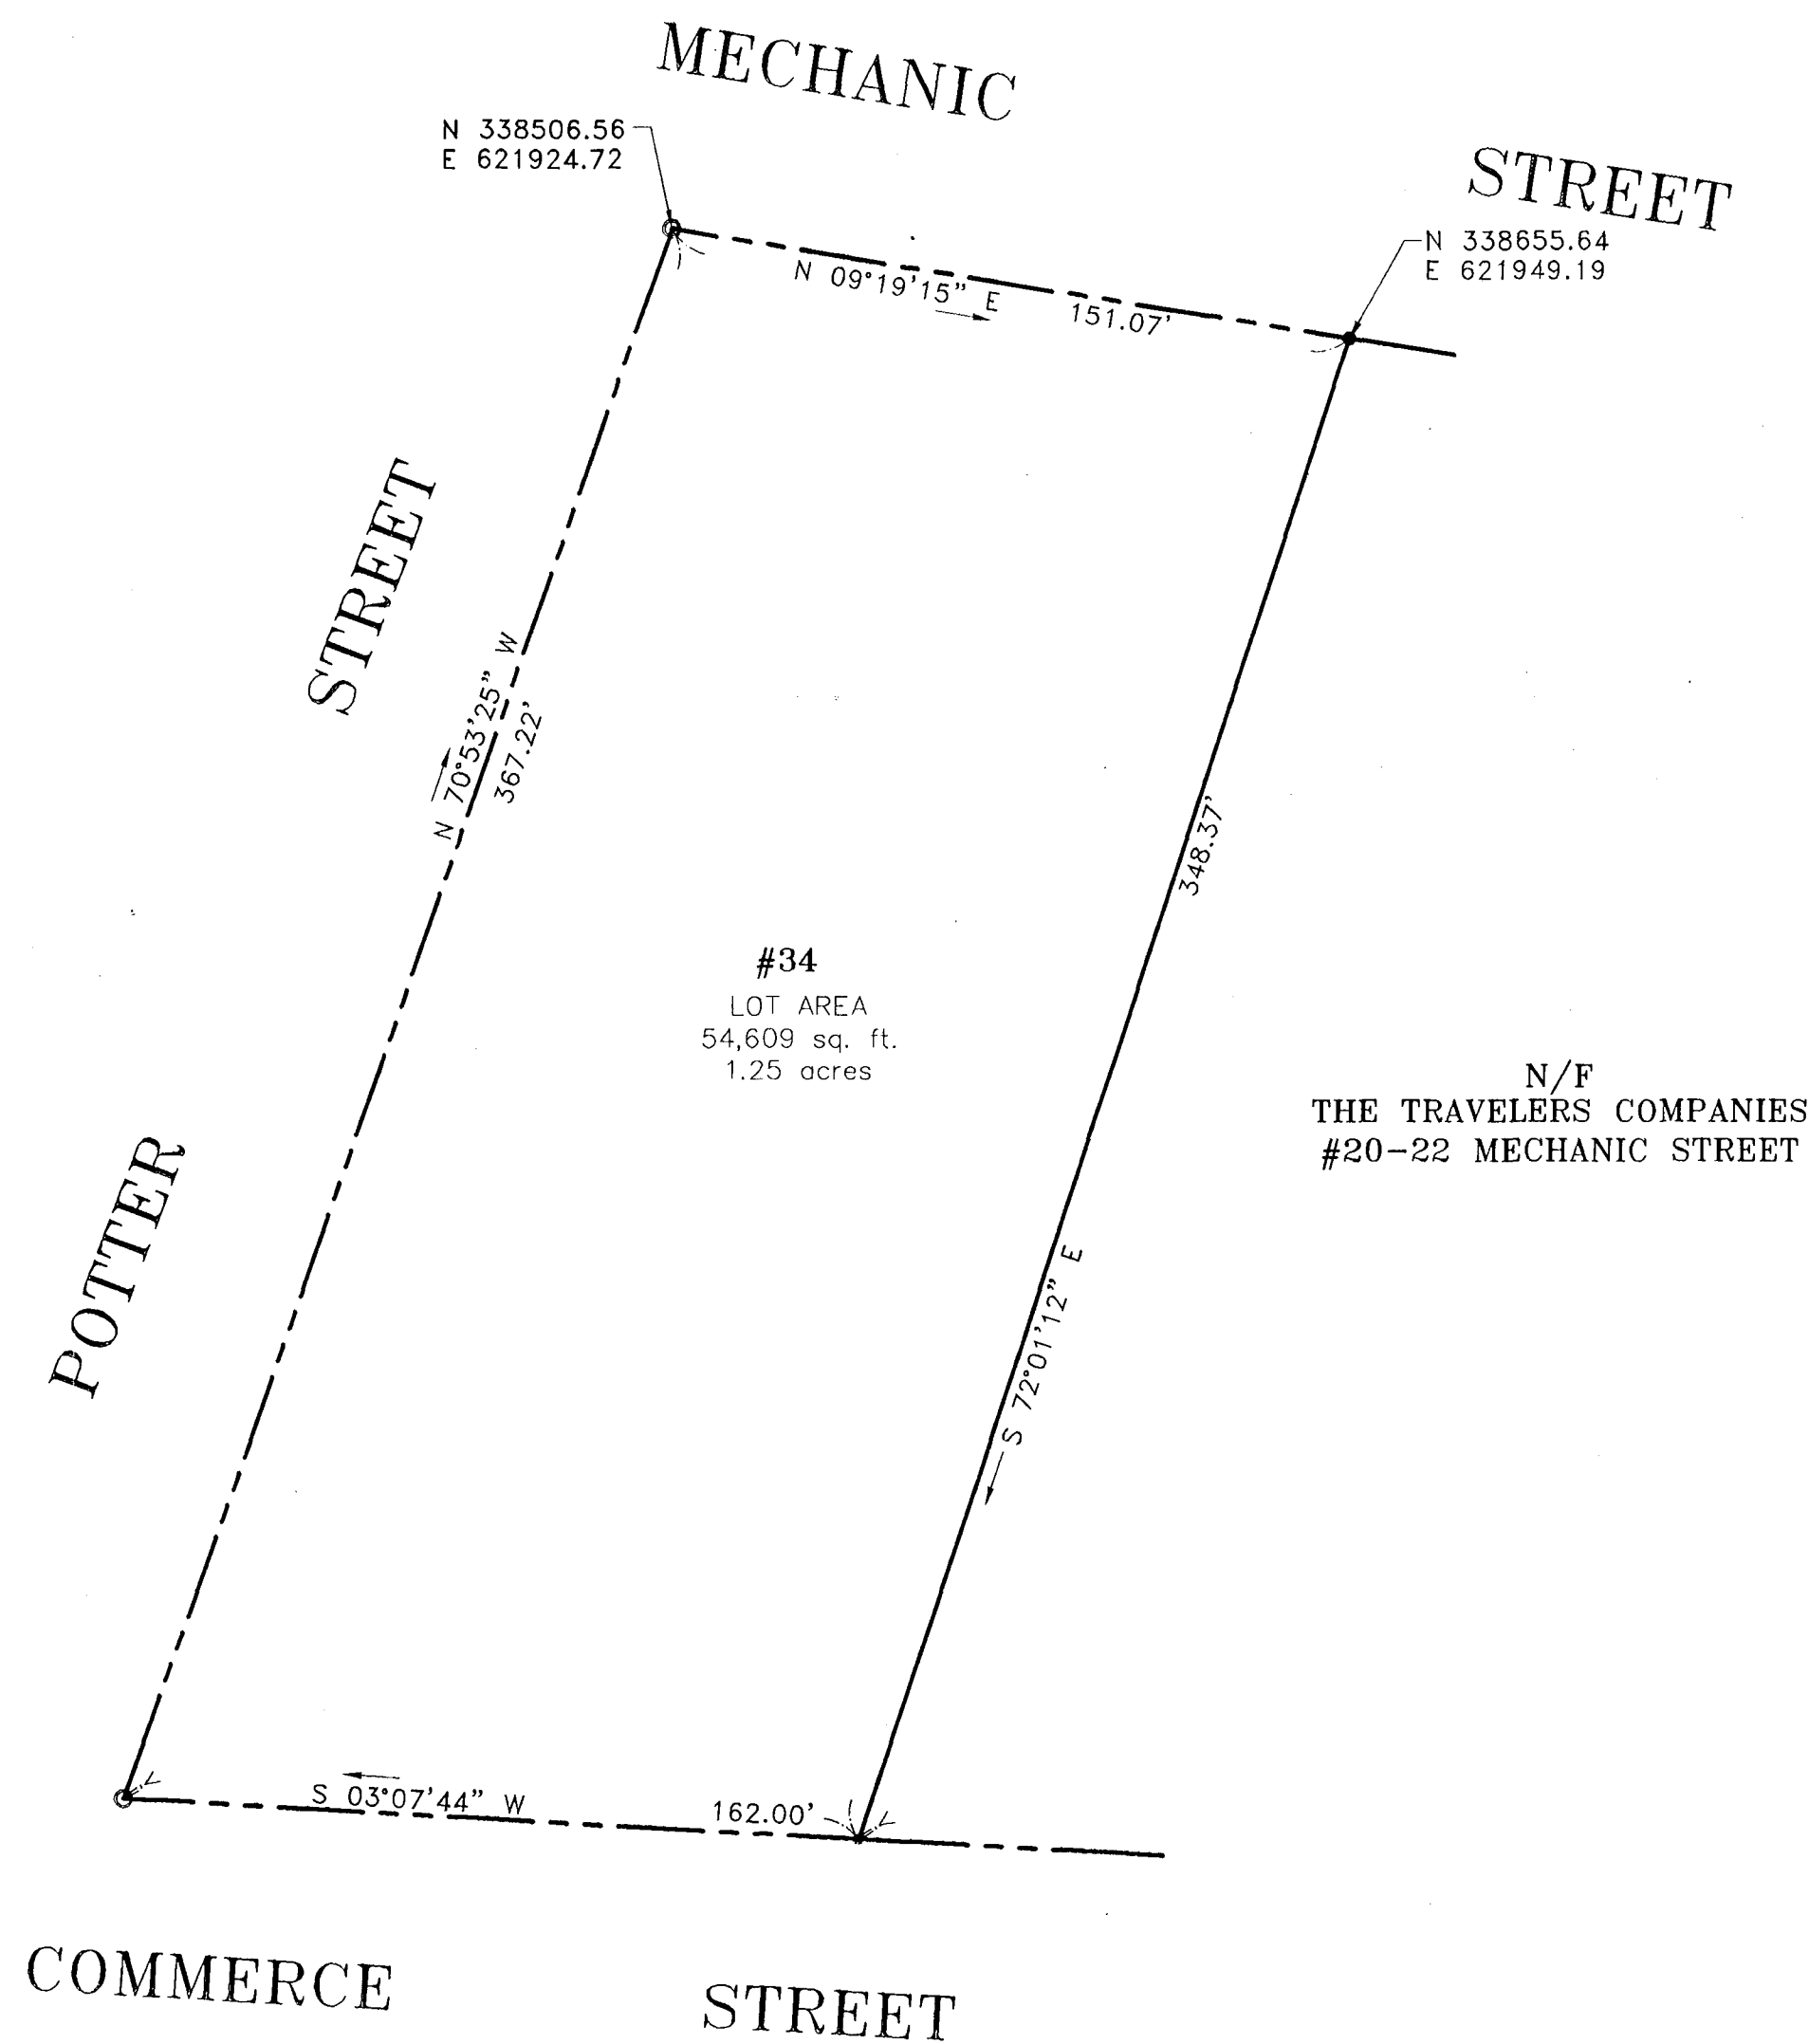 MECHANIC
STREET
N 338506.56
E 621924.72
N 338655.64
E 621949.19
N 09°19'15" E
151.07'
STREET
N 70°53'25" W
367.22'
348.37'
#34
LOT AREA
54,609 sq. ft.
1.25 acres
N/F
THE TRAVELERS COMPANIES
#20-22 MECHANIC STREET
POTTER
S 72°01'12" E
S 03°07'44" W
162.00'
COMMERCE
STREET